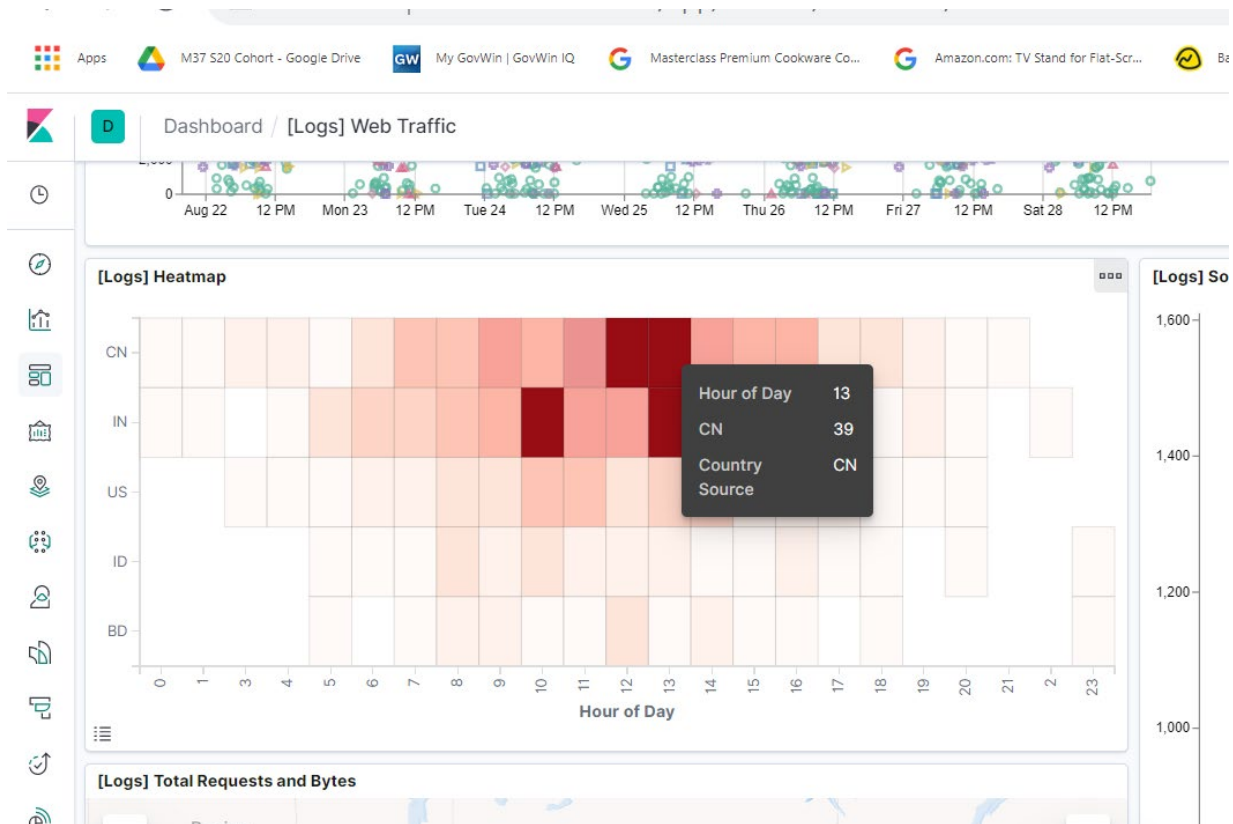 Apps M37 S20 Cohort - Google Drive GW My GovWin | GovWin IQ G Masterclass Premium Cookware Co... G Amazon.com: TV Stand for Flat-Scr... Ba
D Dashboard / [Logs] Web Traffic
2,000
0
Aug 22 12 PM Mon 23 12 PM Tue 24 12 PM Wed 25 12 PM Thu 26 12 PM Fri 27 12 PM Sat 28 12 PM
[Logs] Heatmap
CN
IN
US
ID
BD
Hour of Day 13
CN 39
Country CN
Source
0 1 3 4 5 6 7 8 9 10 11 12 13 14 15 16 17 18 19 20 21 2 23
Hour of Day
[Logs] So
1,600
1,400
1,200
1,000
[Logs] Total Requests and Bytes